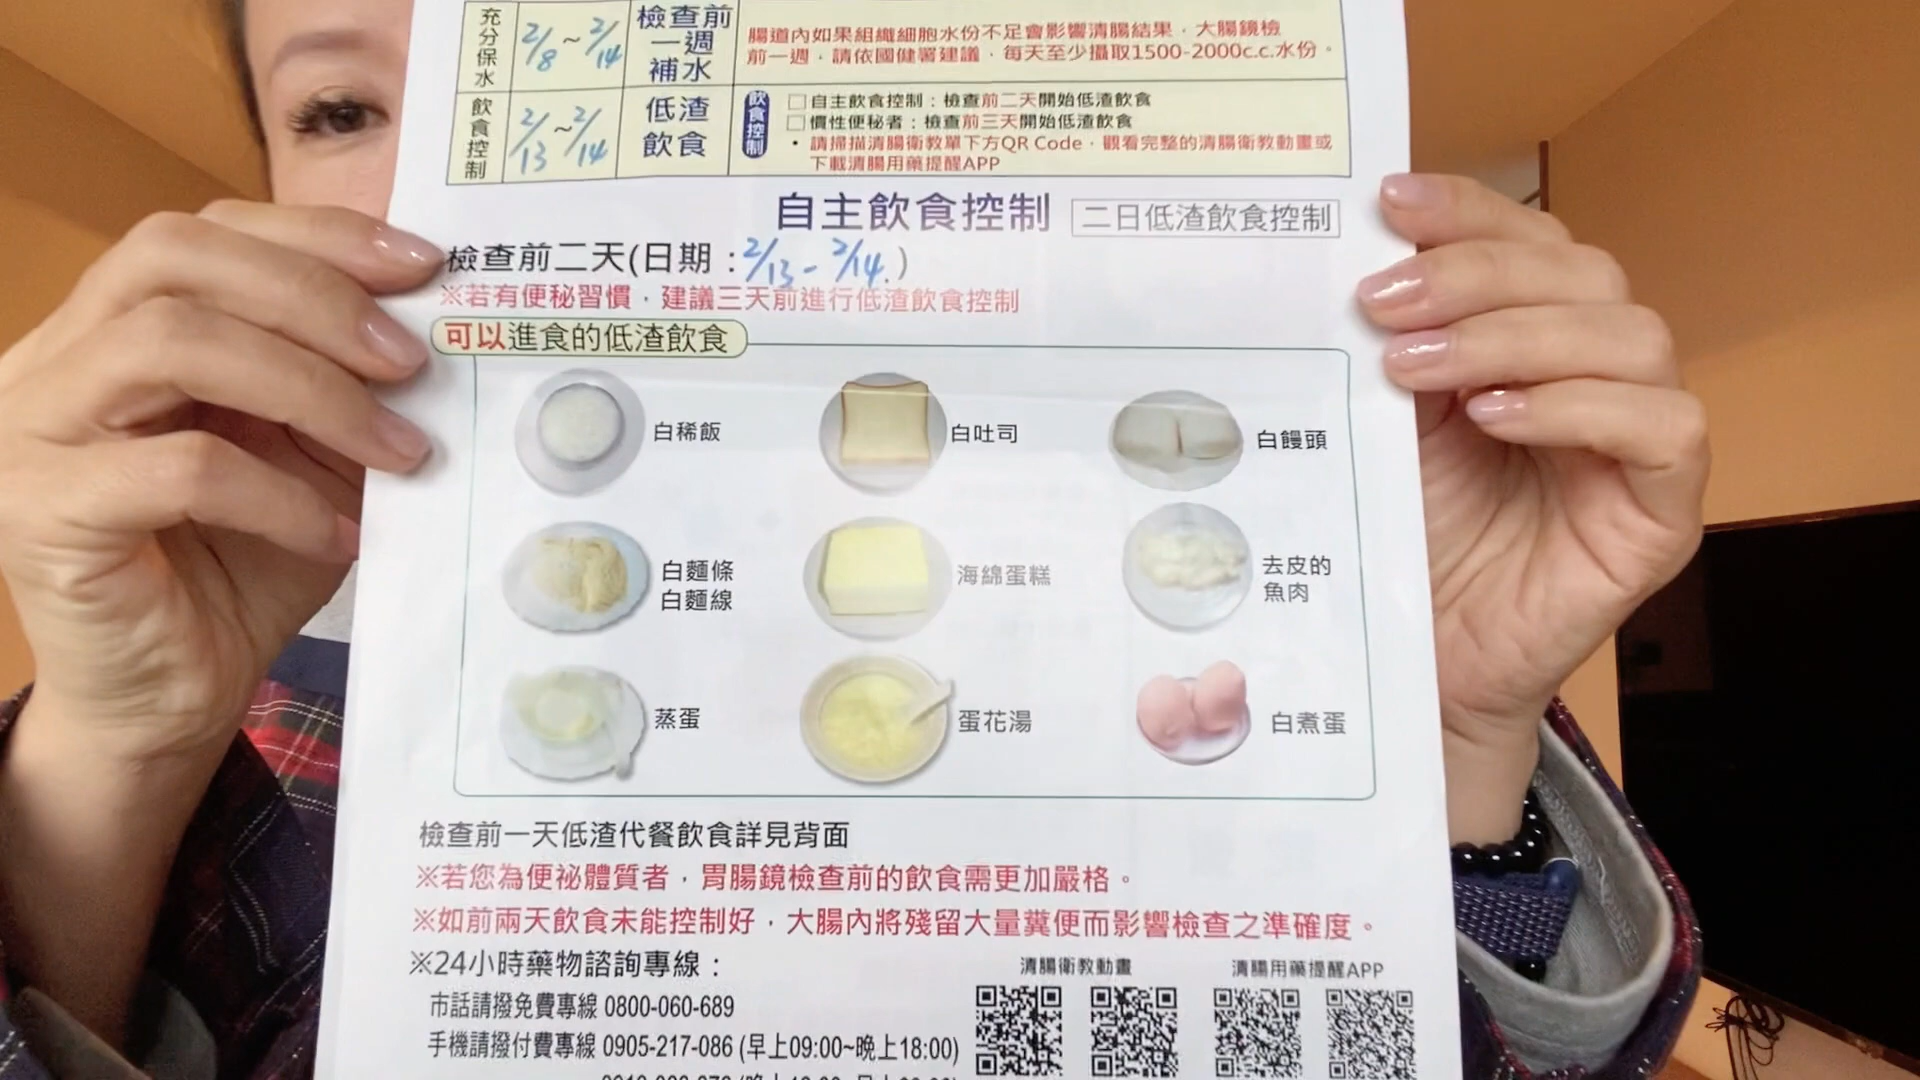 充分保水
2/8~2/14
檢查前
一週
補水
腸道內如果組織細胞水份不足會影響清腸結果，大腸鏡檢
前一週，請依國健署建議，每天至少攝取1500-2000c.c.水份。
飲食控制
2/13~2/14
低渣
飲食
飲食控制
□自主飲食控制：檢查前二天開始低渣飲食
□慣性便秘者：檢查前三天開始低渣飲食
•請掃描清腸衛教單下方QR Code，觀看完整的清腸衛教動畫或
下載清腸用藥提醒APP
自主飲食控制 二日低渣飲食控制
檢查前二天(日期：2/13-2/14.)
※若有便秘習慣，建議三天前進行低渣飲食控制
可以進食的低渣飲食
白稀飯
白吐司
白饅頭
白麵條
白麵線
海綿蛋糕
去皮的
魚肉
蒸蛋
蛋花湯
白煮蛋
檢查前一天低渣代餐飲食詳見背面
※若您為便祕體質者，胃腸鏡檢查前的飲食需更加嚴格。
※如前兩天飲食未能控制好，大腸內將殘留大量糞便而影響檢查之準確度。
※24小時藥物諮詢專線：
清腸衛教動畫
清腸用藥提醒APP
市話請撥免費專線 0800-060-689
手機請撥付費專線 0905-217-086 (早上09:00~晚上18:00)